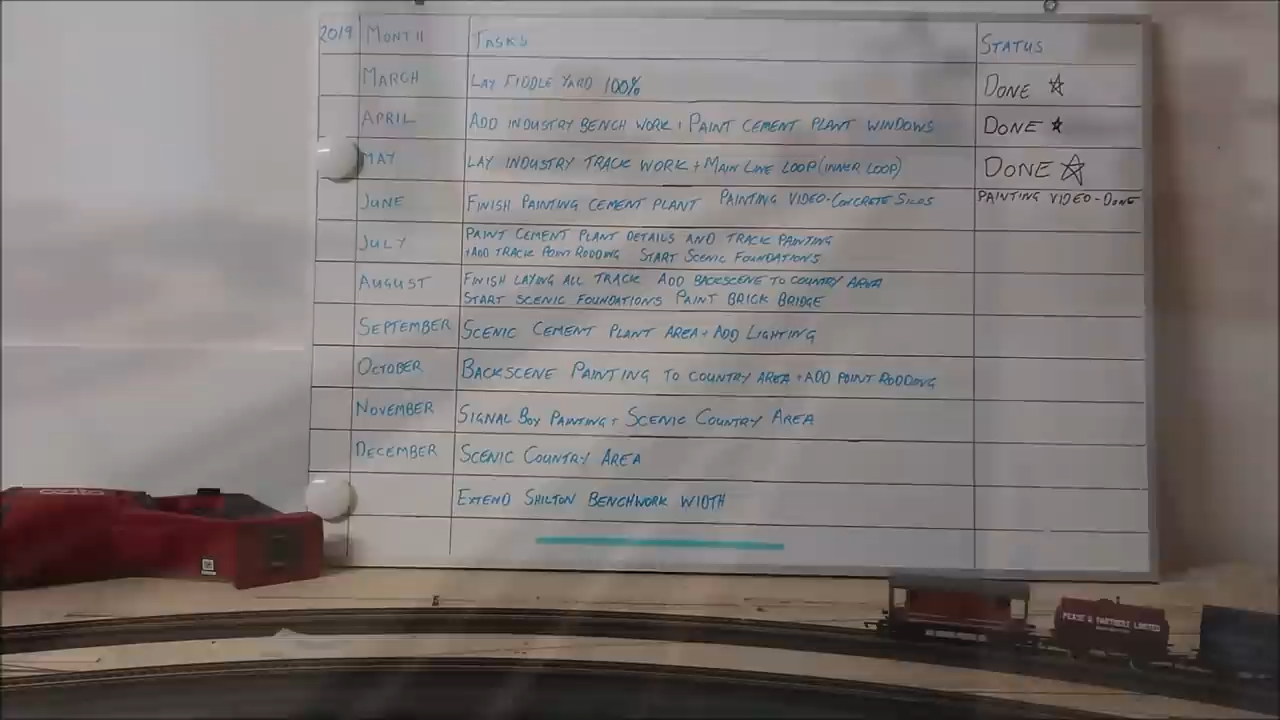 2019 MONTH TASKS STATUS
MARCH LAY FIDDLE YARD 100% DONE
APRIL ADD INDUSTRY BENCH WORK + PAINT CEMENT PLANT WINDOWS DONE
MAY LAY INDUSTRY TRACK WORK + MAIN LINE LOOP (INNER LOOP) DONE
JUNE FINISH PAINTING CEMENT PLANT PAINTING VIDEO-CONCRETE SILOS PAINTING VIDEO-DONE
JULY PAINT CEMENT PLANT DETAILS AND TRACK PAINTING
+ADD TRACK POINT RODDING START SCENIC FOUNDATIONS
AUGUST FINISH LAYING ALL TRACK ADD BACKSCENE TO COUNTRY AREA
START SCENIC FOUNDATIONS PAINT BRICK BRIDGE
SEPTEMBER SCENIC CEMENT PLANT AREA + ADD LIGHTING
OCTOBER BACKSCENE PAINTING TO COUNTRY AREA + ADD POINT RODDING
NOVEMBER SIGNAL BOX PAINTING + SCENIC COUNTRY AREA
DECEMBER SCENIC COUNTRY AREA
EXTEND SHILTON BENCHWORK WIDTH
PEASE & PARTNERS LIMITED